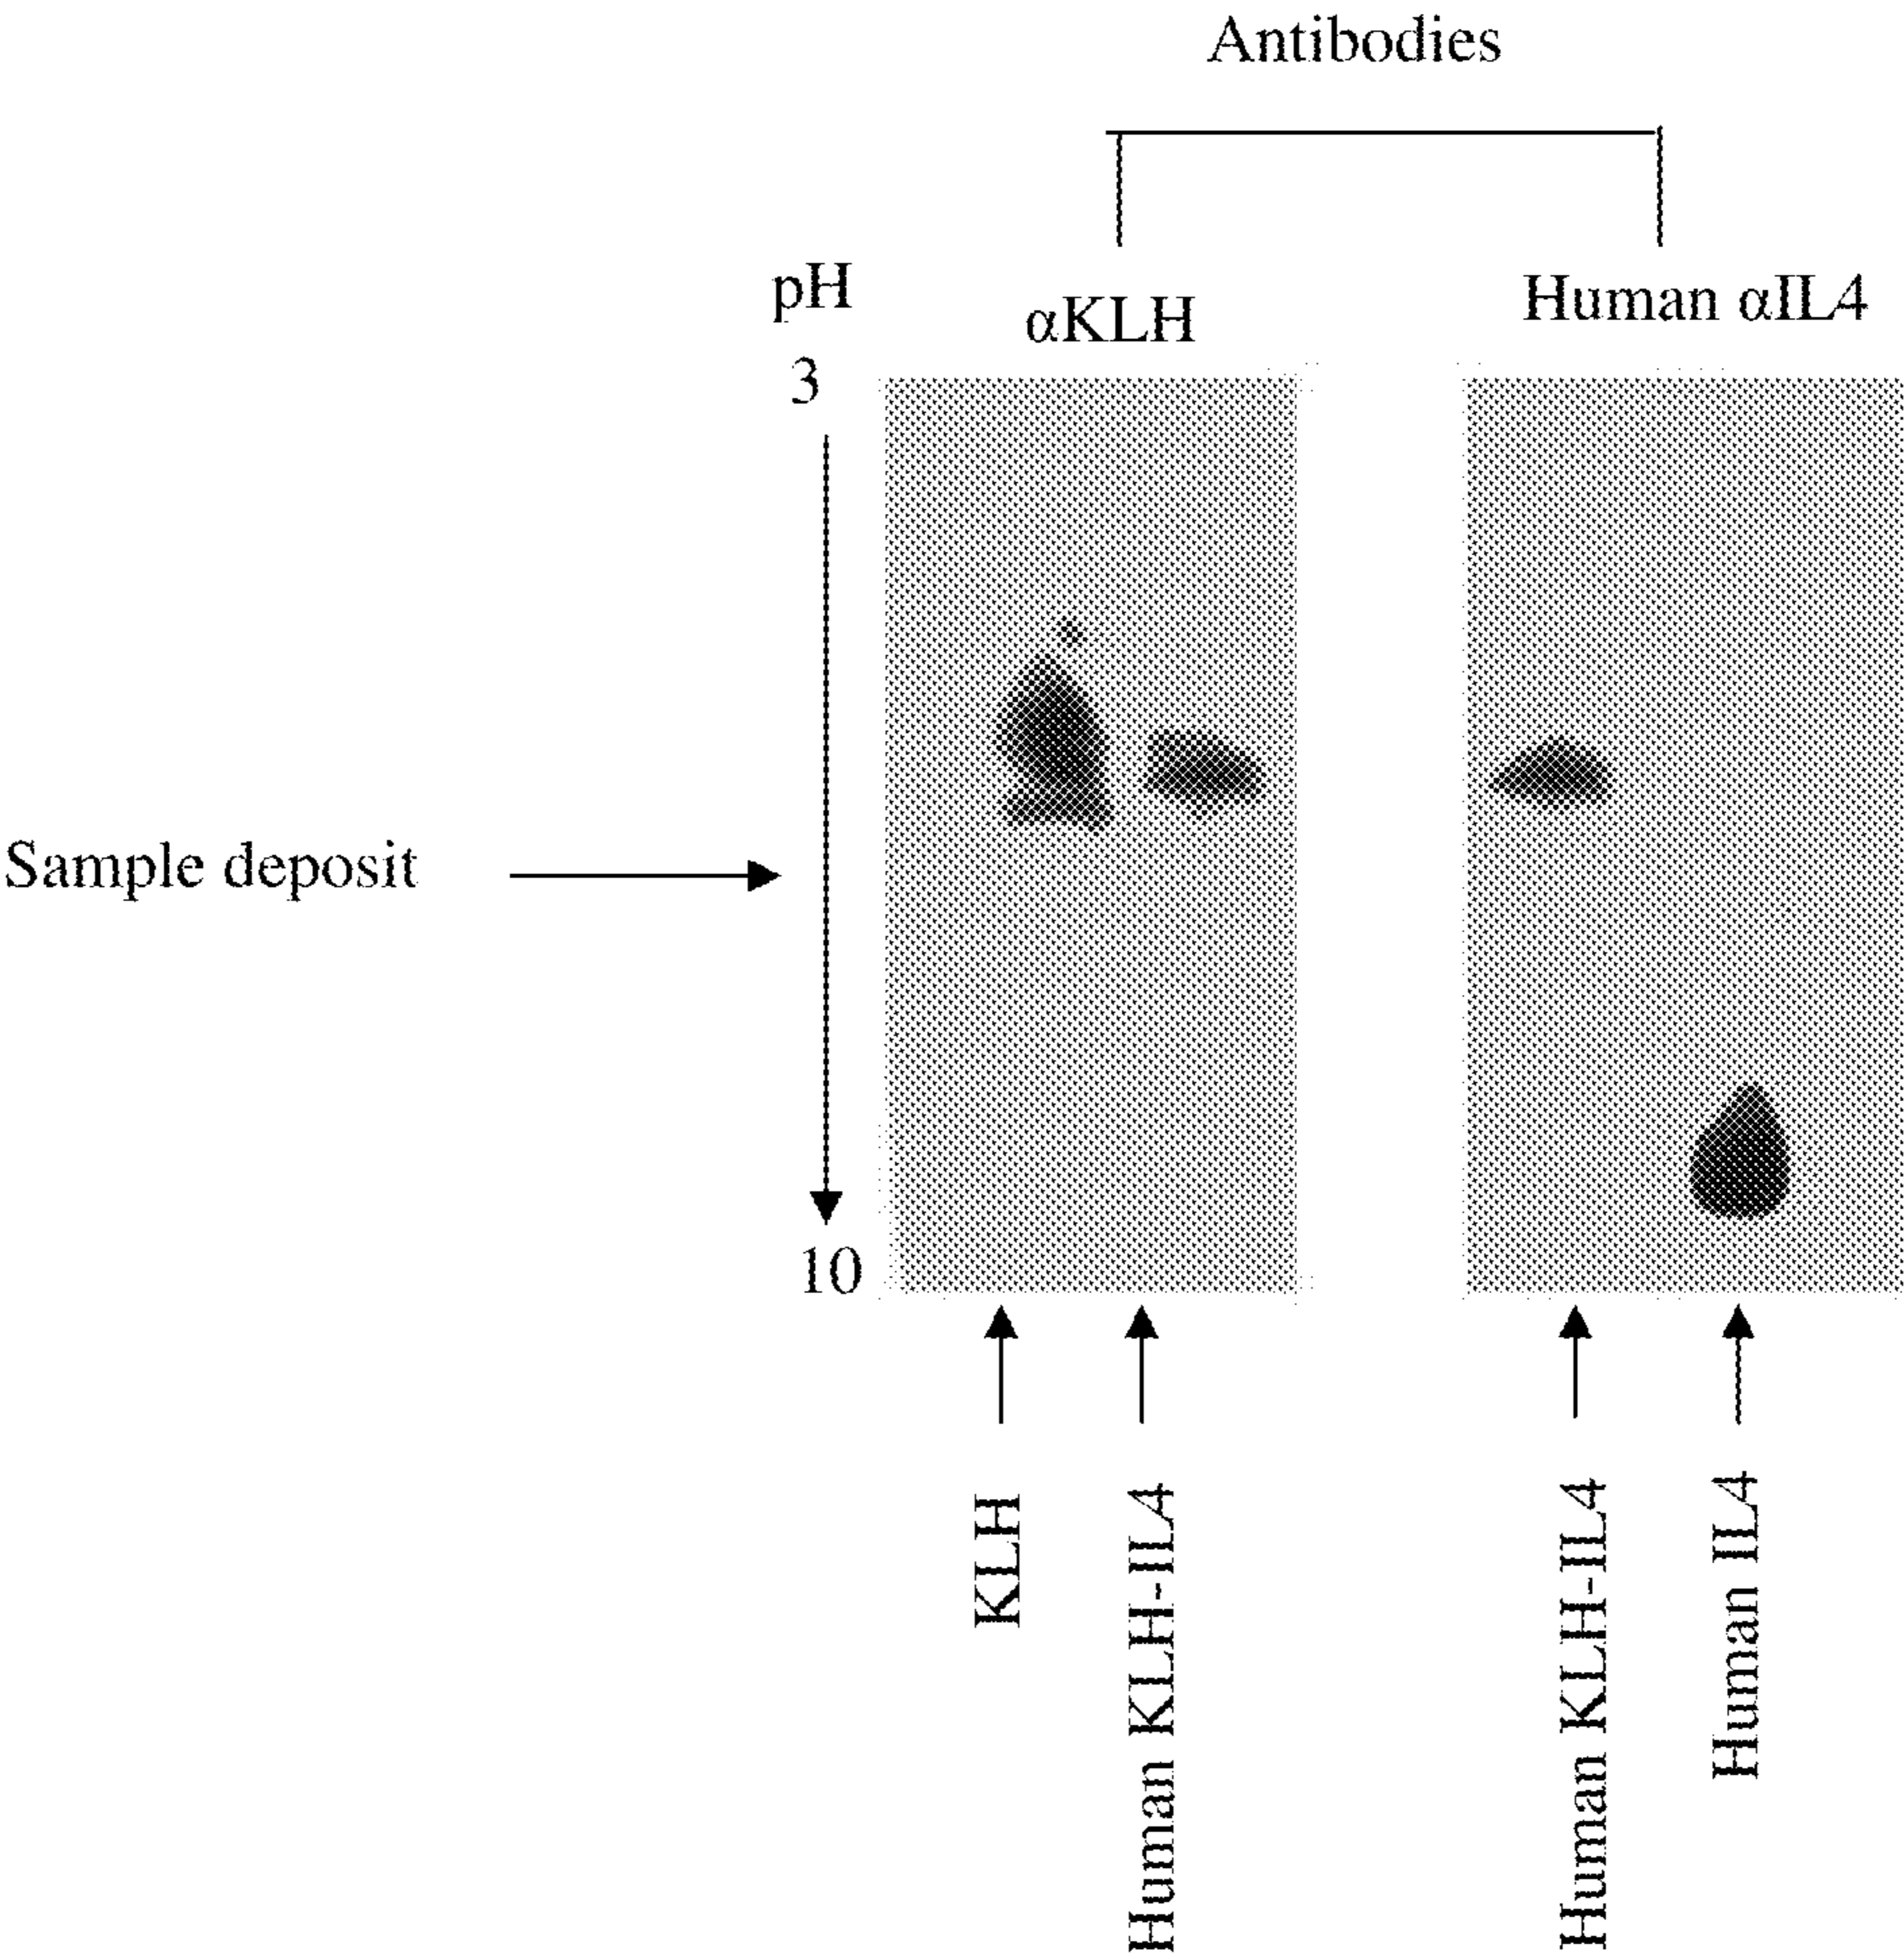 Antibodies
pH
αKLH
Human αIL4
3
Sample deposit
10
KLH
Human KLH-IL4
Human KLH-IL4
Human IL4